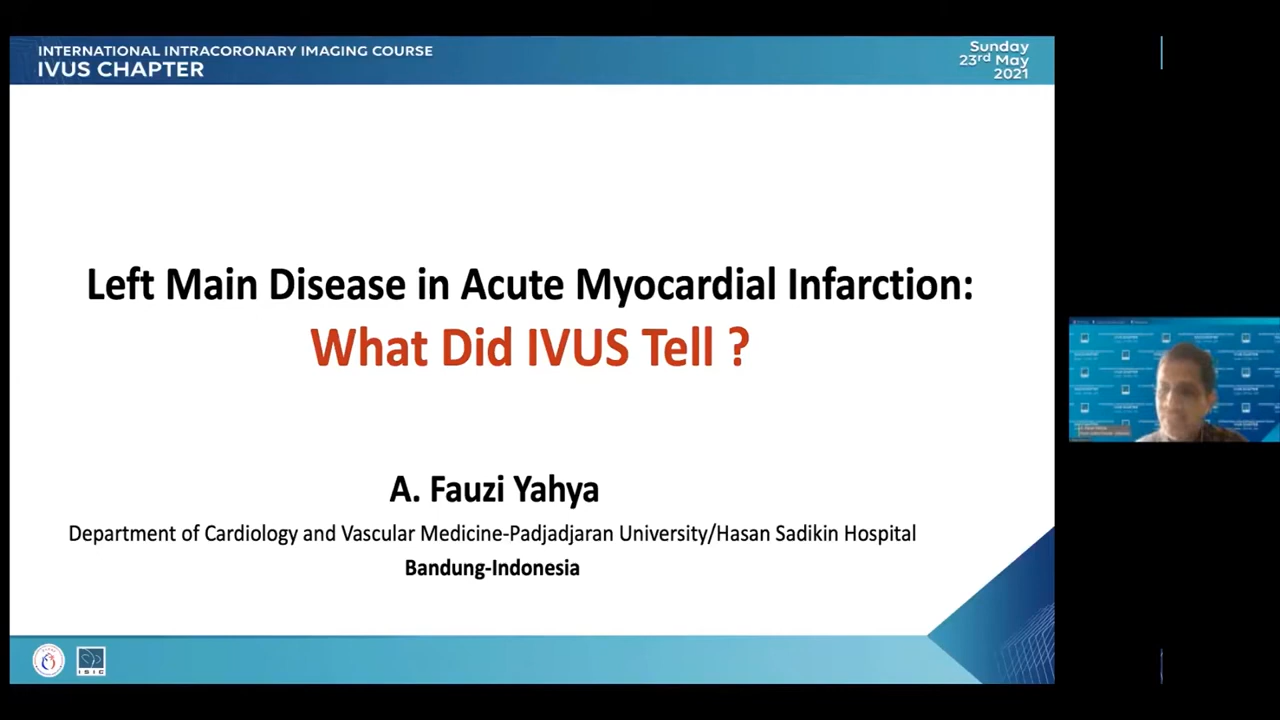 INTERNATIONAL INTRACORONARY IMAGING COURSE
IVUS CHAPTER
Sunday
23rd May
2021
Left Main Disease in Acute Myocardial Infarction:
What Did IVUS Tell ?
A. Fauzi Yahya
Department of Cardiology and Vascular Medicine-Padjadjaran University/Hasan Sadikin Hospital
Bandung-Indonesia
ISIC